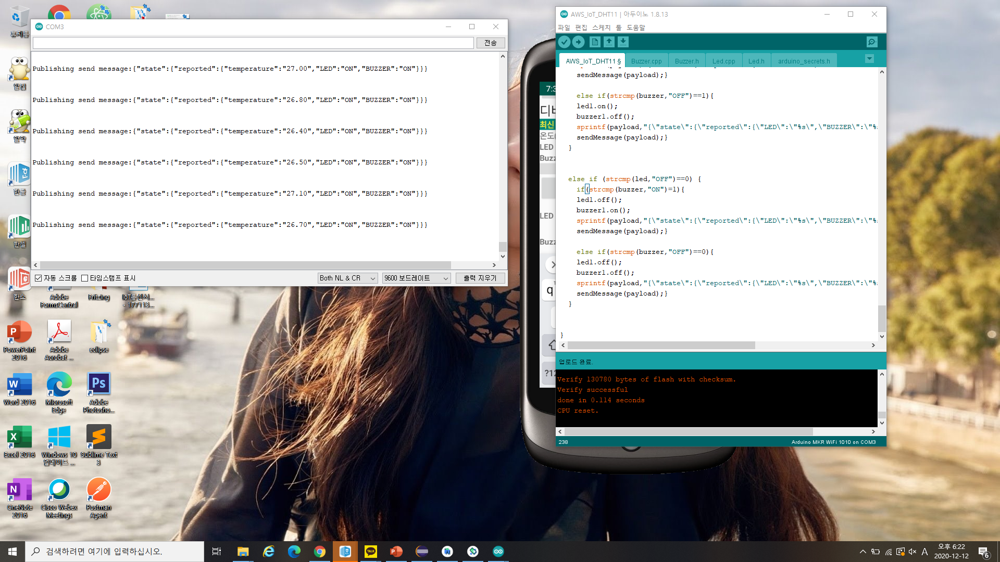 휴지통
알집
알약
한글
한셀
한쇼
Adobe
FormsCentral
Fritzing
IoT통신시...
- 177113...
PowerPoint
2016
Adobe
Acrobat ...
eclipse
Word 2016
Microsoft
Edge
Adobe
Photosho...
Excel 2016
Windows 10
업데이트 ...
Sublime Text
3
OneNote
2016
Cisco Webex
Meetings
Postman
Agent
COM3
전송
Publishing send message:{"state":{"reported":{"temperature":"27.00","LED":"ON","BUZZER":"ON"}}}
Publishing send message:{"state":{"reported":{"temperature":"26.80","LED":"ON","BUZZER":"ON"}}}
Publishing send message:{"state":{"reported":{"temperature":"26.40","LED":"ON","BUZZER":"ON"}}}
Publishing send message:{"state":{"reported":{"temperature":"26.50","LED":"ON","BUZZER":"ON"}}}
Publishing send message:{"state":{"reported":{"temperature":"27.10","LED":"ON","BUZZER":"ON"}}}
Publishing send message:{"state":{"reported":{"temperature":"26.70","LED":"ON","BUZZER":"ON"}}}
자동 스크롤 타임스탬프 표시 Both NL & CR 9600 보드레이트 출력 지우기
7:3
최신
온도(
LED
Buzz
LED
Buzz
q
?12
AWS_IoT_DHT11 | 아두이노 1.8.13
파일 편집 스케치 툴 도움말
AWS_IoT_DHT11 § Buzzer.cpp Buzzer.h Led.cpp Led.h arduino_secrets.h
sendMessage(payload);}
else if(strcmp(buzzer,"OFF")==1){
led1.on();
buzzer1.off();
sprintf(payload,"{\"state\":{\"reported\":{\"LED\":\"%s\",\"BUZZER\":\"%s
sendMessage(payload);}
}
else if (strcmp(led,"OFF")==0) {
if(strcmp(buzzer,"ON")=1){
led1.off();
buzzer1.on();
sprintf(payload,"{\"state\":{\"reported\":{\"LED\":\"%s\",\"BUZZER\":\"%s
sendMessage(payload);}
else if(strcmp(buzzer,"OFF")==0){
led1.off();
buzzer1.off();
sprintf(payload,"{\"state\":{\"reported\":{\"LED\":\"%s\",\"BUZZER\":\"%s
sendMessage(payload);}
}
}
업로드 완료.
Verify 130780 bytes of flash with checksum.
Verify successful
done in 0.114 seconds
CPU reset.
238 Arduino MKR WiFi 1010 on COM3
검색하려면 여기에 입력하십시오.
TALK
A
오후 6:22
2020-12-12
6